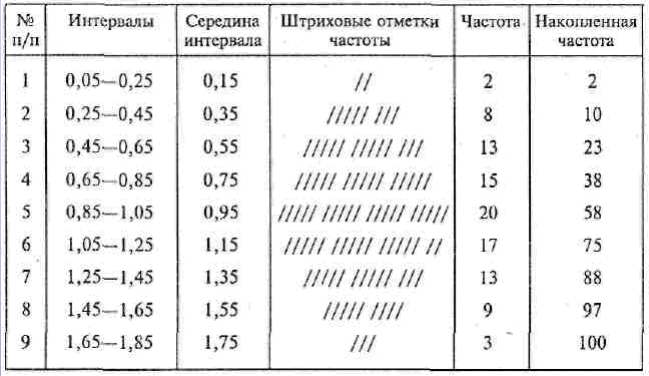 № п/п | Интервалы | Середина интервала | Штриховые отметки частоты | Частота | Накопленная частота
1 | 0,05—0,25 | 0,15 | // | 2 | 2
2 | 0,25—0,45 | 0,35 | ///// /// | 8 | 10
3 | 0,45—0,65 | 0,55 | ///// ///// /// | 13 | 23
4 | 0,65—0,85 | 0,75 | ///// ///// ///// | 15 | 38
5 | 0,85—1,05 | 0,95 | ///// ///// ///// ///// | 20 | 58
6 | 1,05—1,25 | 1,15 | ///// ///// ///// // | 17 | 75
7 | 1,25—1,45 | 1,35 | ///// ///// /// | 13 | 88
8 | 1,45—1,65 | 1,55 | ///// //// | 9 | 97
9 | 1,65—1,85 | 1,75 | /// | 3 | 100